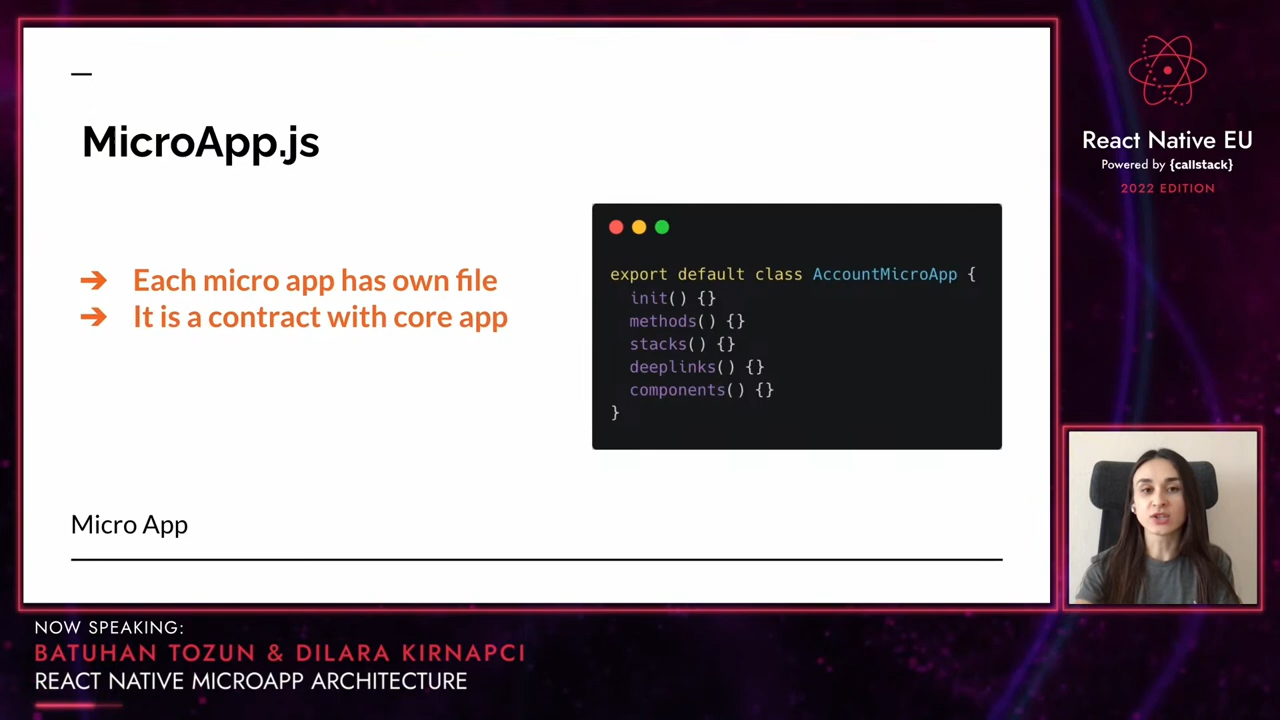 MicroApp.js
➔ Each micro app has own file
➔ It is a contract with core app
export default class AccountMicroApp {
init() {}
methods() {}
stacks() {}
deeplinks() {}
components() {}
}
Micro App
React Native EU
Powered by {callstack}
2022 EDITION
NOW SPEAKING:
BATUHAN TOZUN & DILARA KIRNAPCI
REACT NATIVE MICROAPP ARCHITECTURE